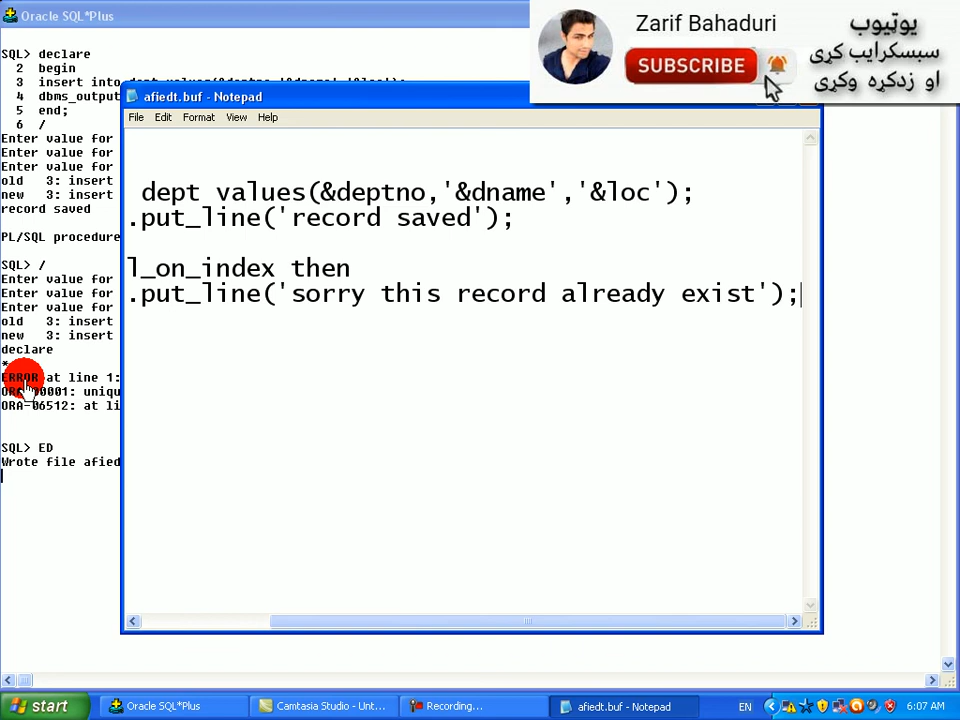 Oracle SQL*Plus
SQL> declare
2 begin
3 insert into dept values(&deptno,'&dname','&loc');
4 dbms_output
5 end;
6 /
Enter value for
Enter value for
Enter value for
old 3: insert
new 3: insert
record saved
PL/SQL procedure
SQL> /
Enter value for
Enter value for
Enter value for
old 3: insert
new 3: insert
declare
*
ERROR at line 1:
ORA-00001: uniqu
ORA-06512: at li
SQL> ED
Wrote file afied
afiedt.buf - Notepad
File Edit Format View Help
dept values(&deptno,'&dname','&loc');
.put_line('record saved');
l_on_index then
.put_line('sorry this record already exist');
Zarif Bahaduri
SUBSCRIBE
یوټیوب
سبسکرایب کړی
او زدکړه وکړی
start
Oracle SQL*Plus
Camtasia Studio - Unt...
Recording...
afiedt.buf - Notepad
EN
6:07 AM